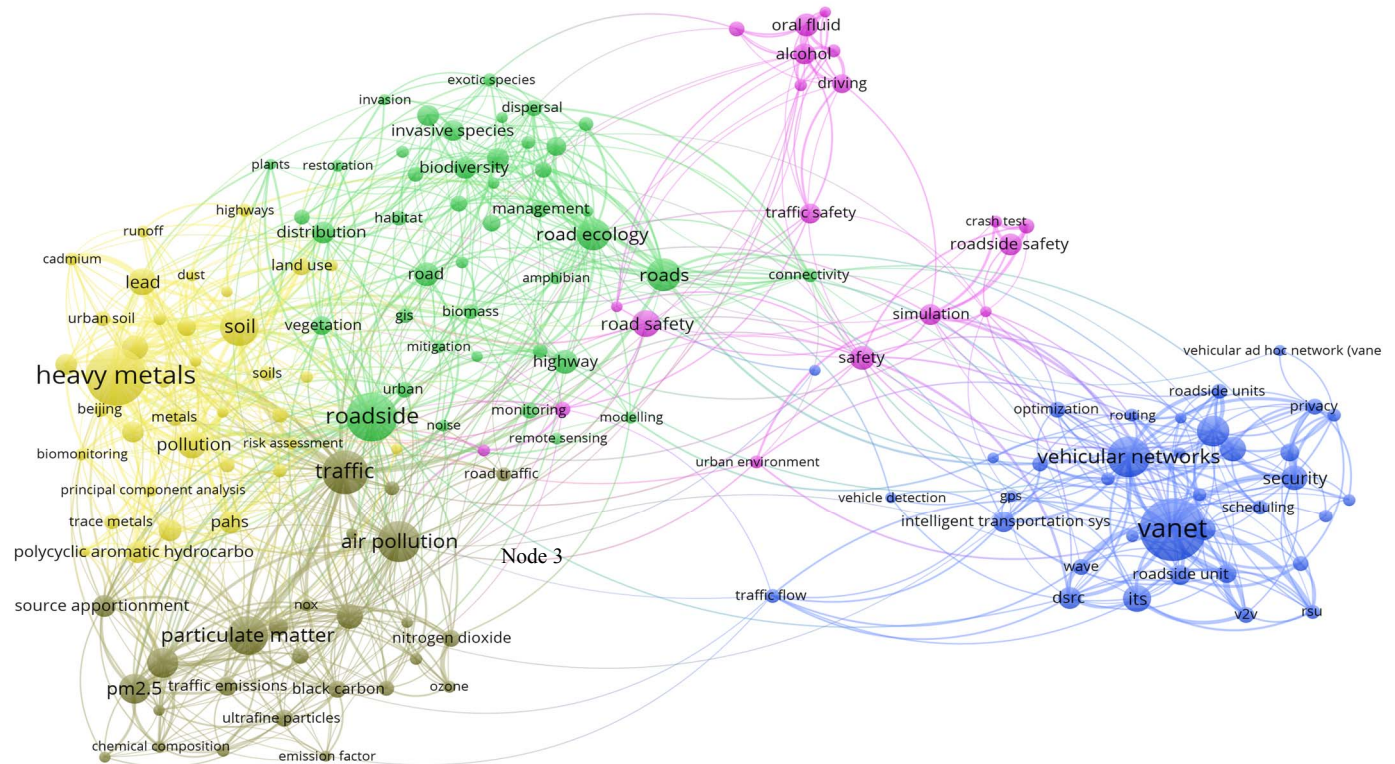 oral fluid
alcohol
driving
exotic species
invasion
dispersal
invasive species
plants
restoration
biodiversity
highways
habitat
management
traffic safety
crash test
runoff
distribution
road ecology
roadside safety
cadmium
dust
land use
lead
road
amphibian
roads
connectivity
urban soil
soil
vegetation
gis
biomass
road safety
simulation
mitigation
vehicular ad hoc network (vane
heavy metals
soils
highway
safety
urban
roadside units
beijing
metals
roadside
monitoring
modelling
optimization
routing
privacy
noise
pollution
risk assessment
remote sensing
biomonitoring
traffic
road traffic
urban environment
vehicular networks
security
principal component analysis
vehicle detection
gps
scheduling
trace metals
pahs
intelligent transportation sys
vanet
polycyclic aromatic hydrocarbo
air pollution
Node 3
wave
roadside unit
source apportionment
nox
traffic flow
dsrc
its
v2v
rsu
particulate matter
nitrogen dioxide
pm2.5
traffic emissions
black carbon
ozone
ultrafine particles
chemical composition
emission factor